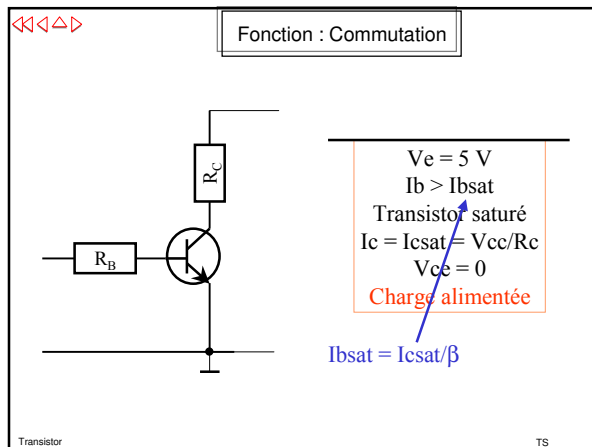 Fonction : Commutation
R_C
R_B
Ve = 5 V
Ib > Ibsat
Transistor saturé
Ic = Icsat = Vcc/Rc
Vce = 0
Charge alimentée
Ibsat = Icsat/β
Transistor
TS